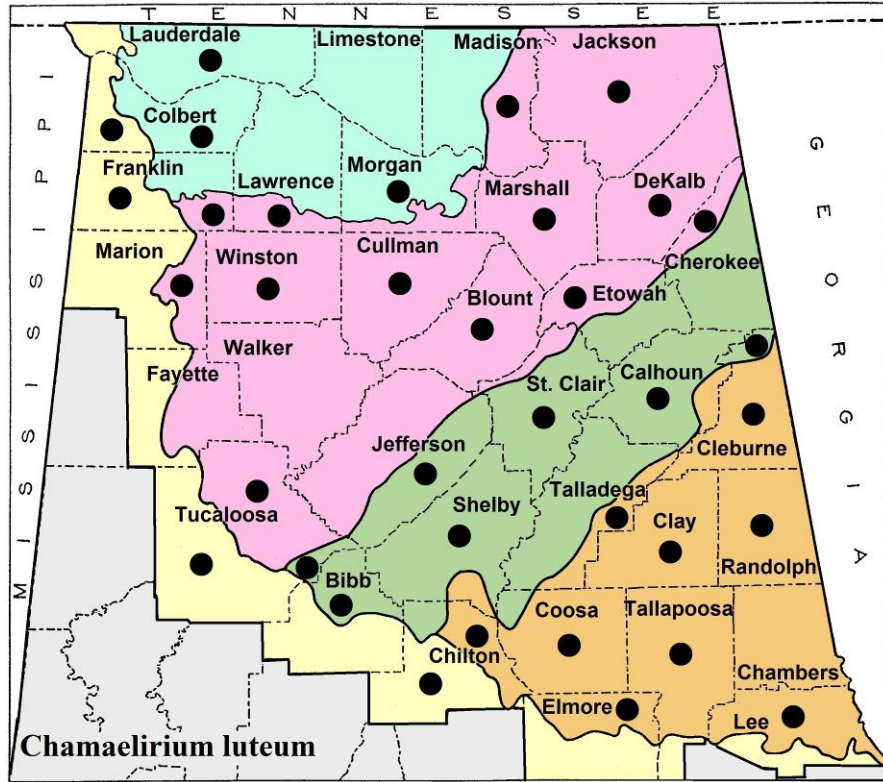 TENNESSEE
Lauderdale
Limestone
Madison
Jackson
MISSISSIPPI
GEORGIA
Colbert
Franklin
Lawrence
Morgan
Marshall
DeKalb
Marion
Winston
Cullman
Cherokee
Blount
Etowah
Walker
Fayette
St. Clair
Calhoun
Jefferson
Cleburne
Tucaloosa
Shelby
Talladega
Clay
Randolph
Bibb
Coosa
Tallapoosa
Chilton
Chambers
Elmore
Lee
Chamaelirium luteum